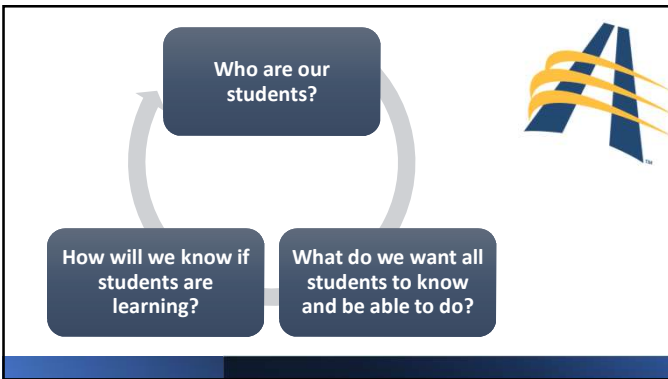 Who are our
students?
How will we know if
students are
learning?
What do we want all
students to know
and be able to do?
TM